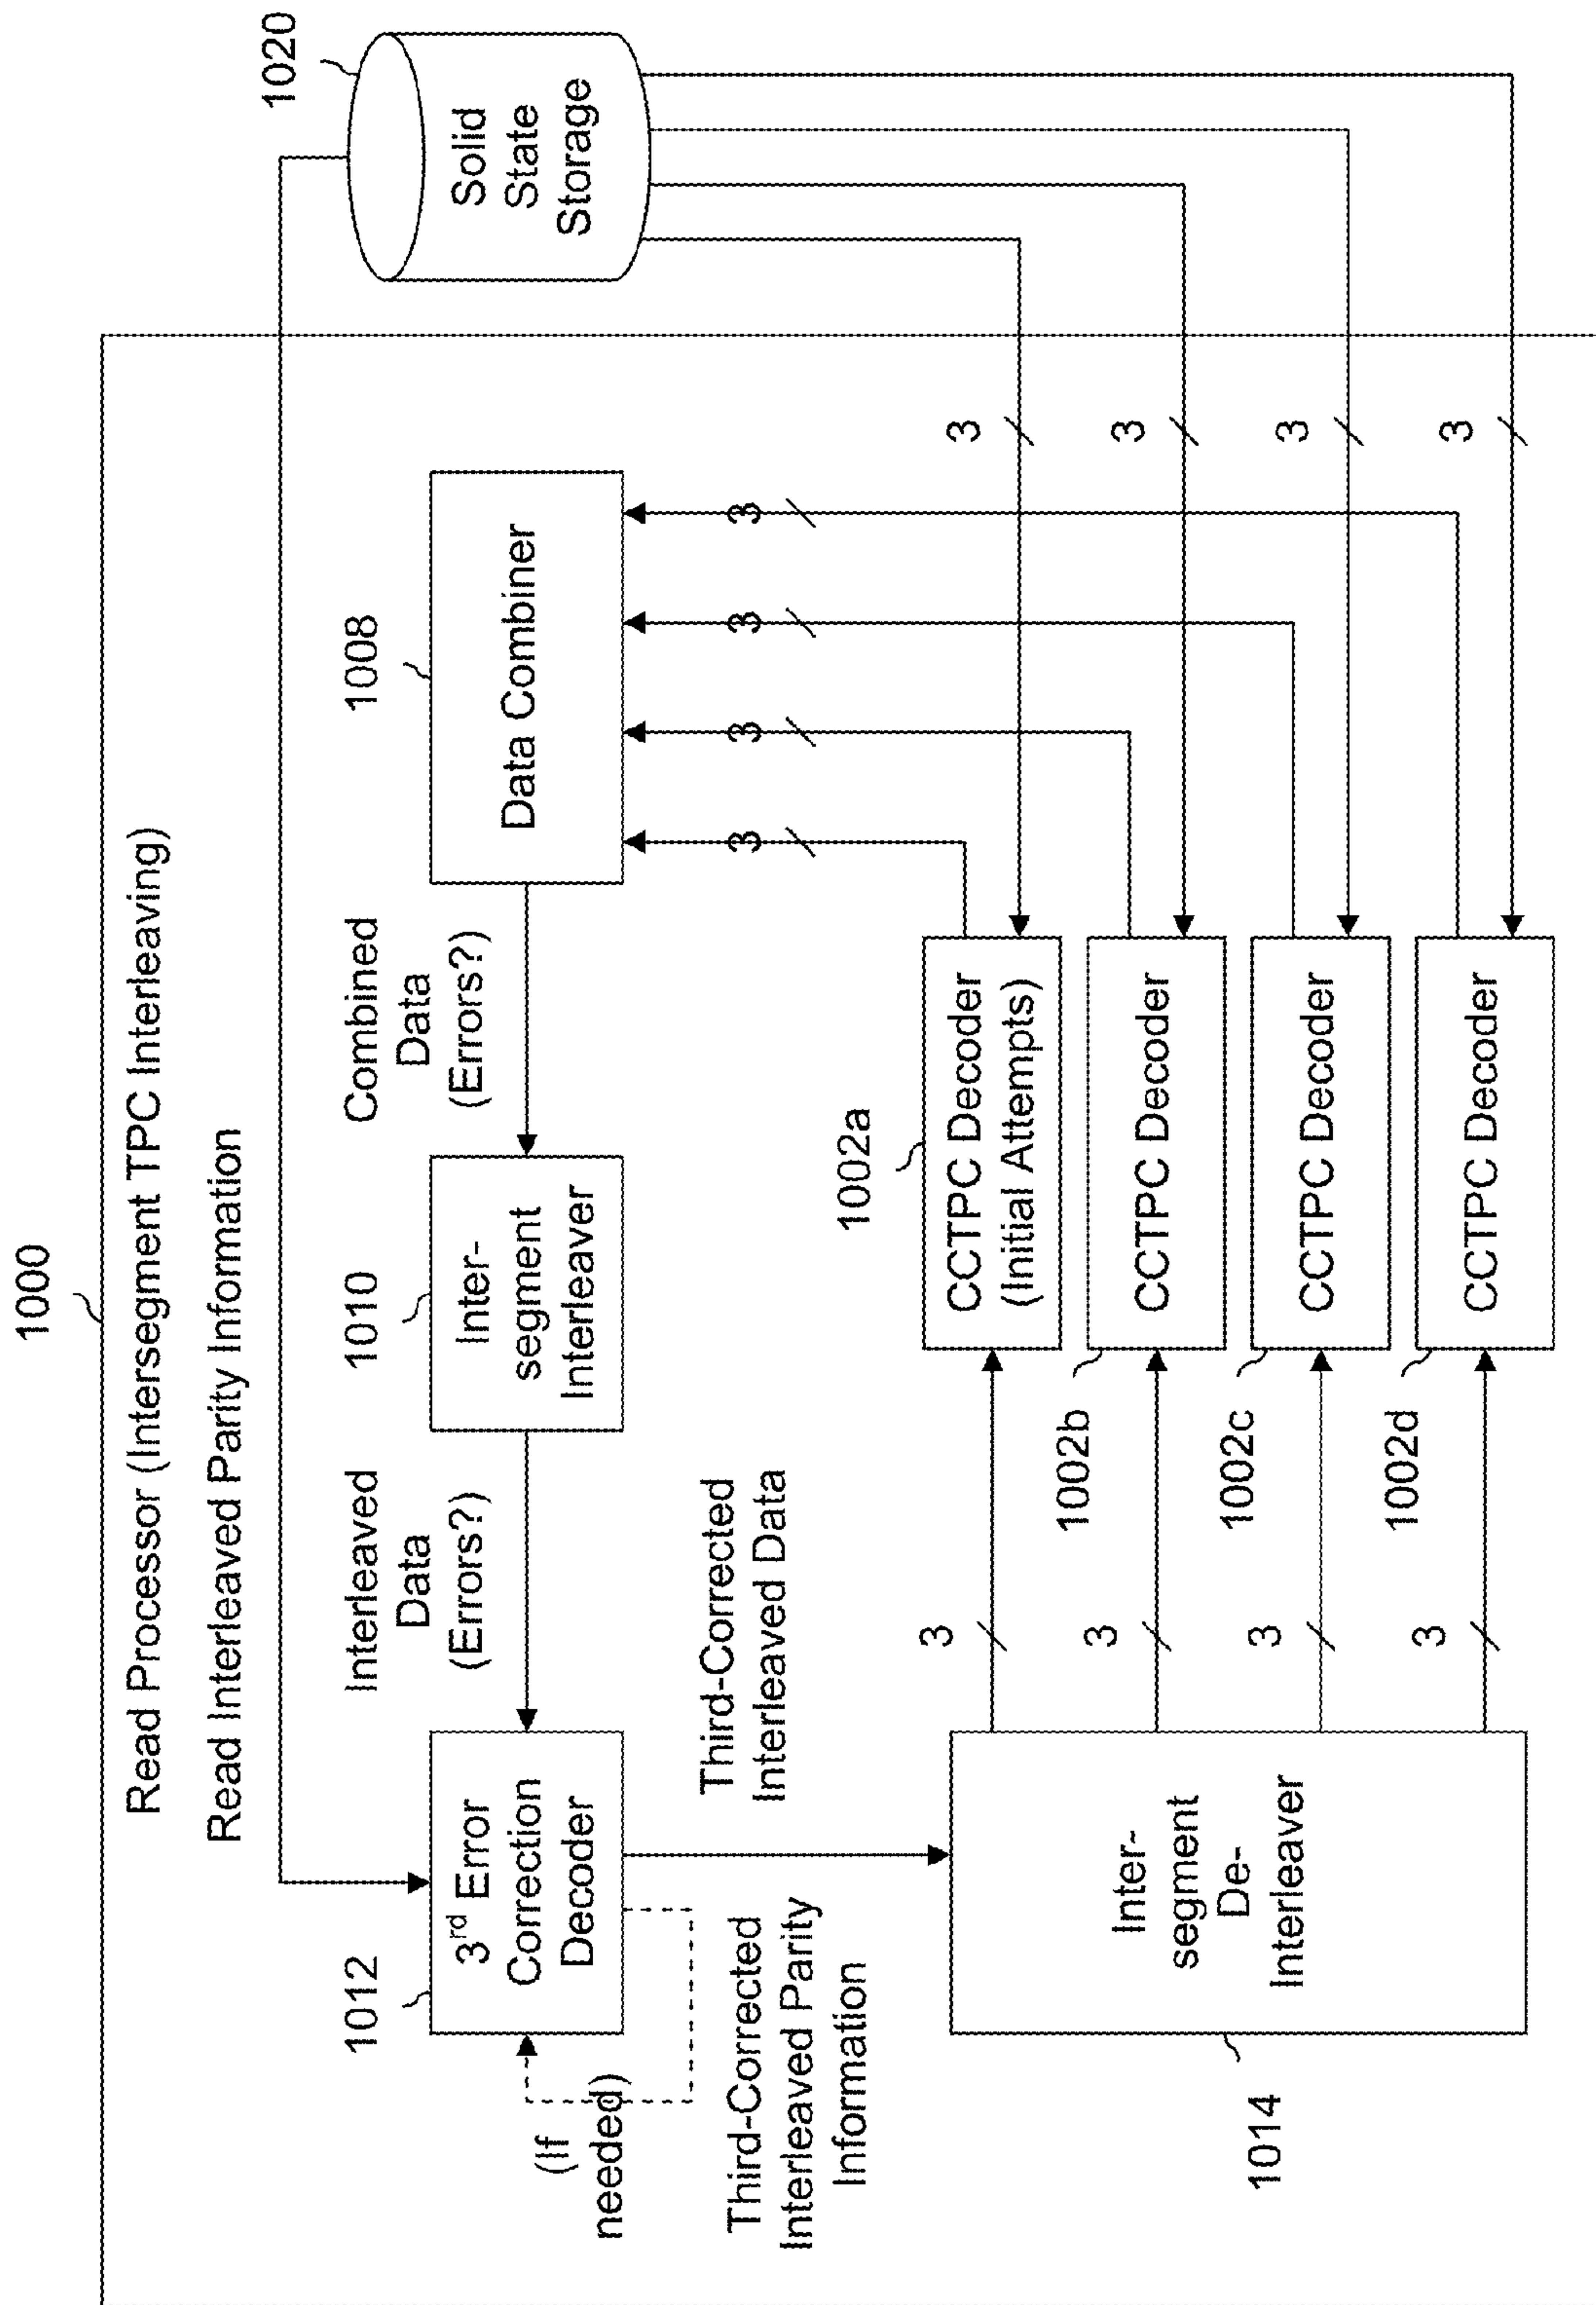 1000
Read Processor (Intersegment TPC Interleaving)
Read Interleaved Parity Information
1020
Solid
State
Storage
1012
3rd Error
Correction
Decoder
Interleaved
Data
(Errors?)
1010
Inter-
segment
Interleaver
Combined
Data
(Errors?)
1008
Data Combiner
(If
needed)
Third-Corrected
Interleaved Parity
Information
Third-Corrected
Interleaved Data
3
3
3
3
1014
Inter-
segment
De-
Interleaver
3
3
3
3
1002a
CCTPC Decoder
(Initial Attempts)
1002b
CCTPC Decoder
1002c
CCTPC Decoder
1002d
CCTPC Decoder
3
3
3
3